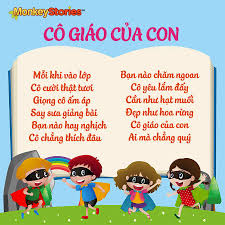 MonkeyStories
CÔ GIÁO CỦA CON
Mỗi khi vào lớp
Cô cười thật tươi
Giọng cô ấm áp
Say sưa giảng bài
Bạn nào hay nghịch
Cô chẳng thích đâu
Bạn nào chăm ngoan
Cô yêu lắm đấy
Cần như hạt muối
Đẹp như hoa rừng
Cô giáo của con
Ai mà chẳng quý